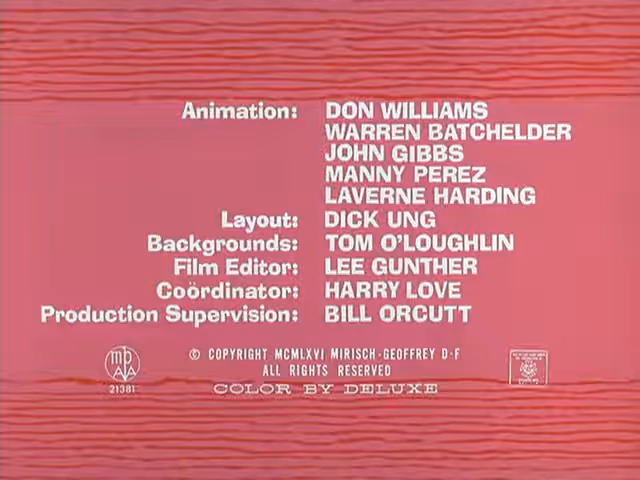 Animation: DON WILLIAMS
WARREN BATCHELDER
JOHN GIBBS
MANNY PEREZ
LAVERNE HARDING
Layout: DICK UNG
Backgrounds: TOM O'LOUGHLIN
Film Editor: LEE GUNTHER
Coördinator: HARRY LOVE
Production Supervision: BILL ORCUTT
© COPYRIGHT MCMLXVI MIRISCH-GEOFFREY D-F
ALL RIGHTS RESERVED
COLOR BY DELUXE
MPAA
21381